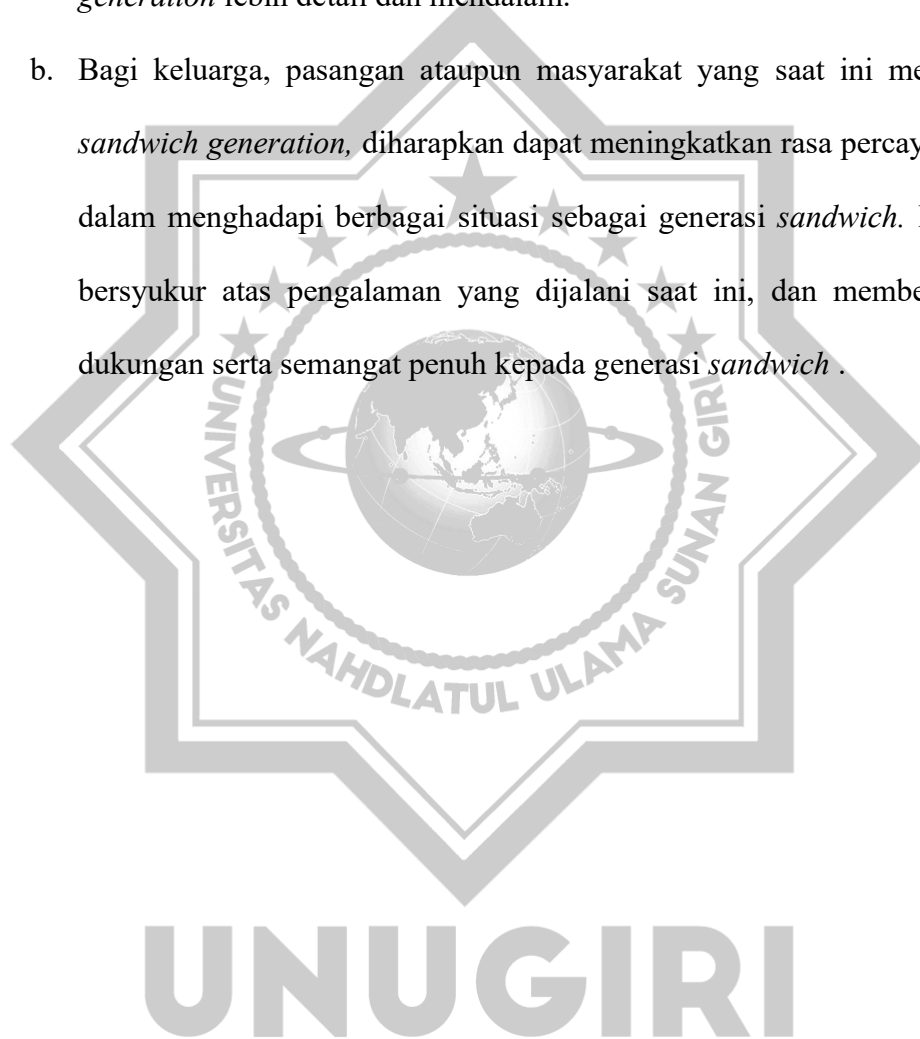 generation lebih detail dan mendalam.
b. Bagi keluarga, pasangan ataupun masyarakat yang saat ini me
sandwich generation, diharapkan dapat meningkatkan rasa percay
dalam menghadapi berbagai situasi sebagai generasi sandwich.
bersyukur atas pengalaman yang dijalani saat ini, dan membe
dukungan serta semangat penuh kepada generasi sandwich .
UNIVERSITAS NAHDLATUL ULAMA SUNAN GIRI
UNUGIRI